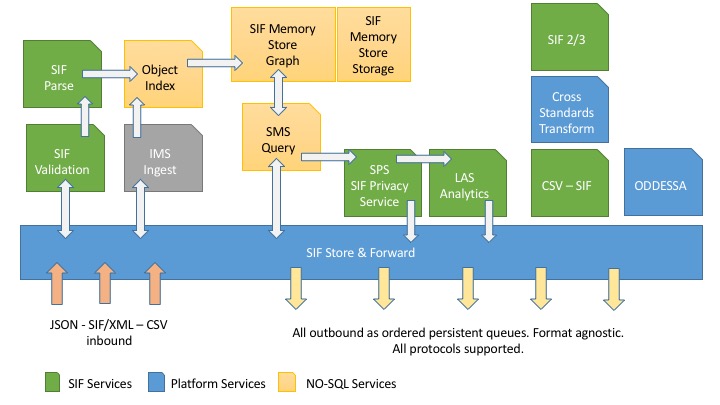 SIF
Parse
Object
Index
SIF Memory
Store
Graph
SIF
Memory
Store
Storage
SIF 2/3
Cross
Standards
Transform
SIF
Validation
IMS
Ingest
SMS
Query
SPS
SIF Privacy
Service
LAS
Analytics
CSV – SIF
ODDESSA
SIF Store & Forward
JSON - SIF/XML – CSV
inbound
All outbound as ordered persistent queues. Format agnostic.
All protocols supported.
SIF Services
Platform Services
NO-SQL Services